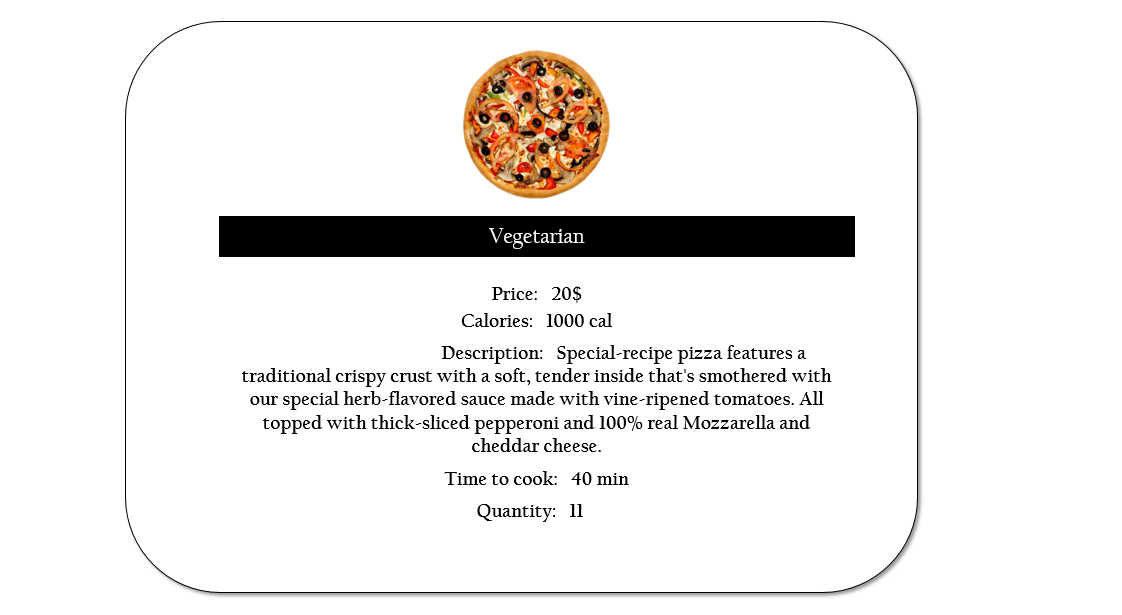 Vegetarian
Price: 20$
Calories: 1000 cal
Description: Special-recipe pizza features a
traditional crispy crust with a soft, tender inside that's smothered with
our special herb-flavored sauce made with vine-ripened tomatoes. All
topped with thick-sliced pepperoni and 100% real Mozzarella and
cheddar cheese.
Time to cook: 40 min
Quantity: 11